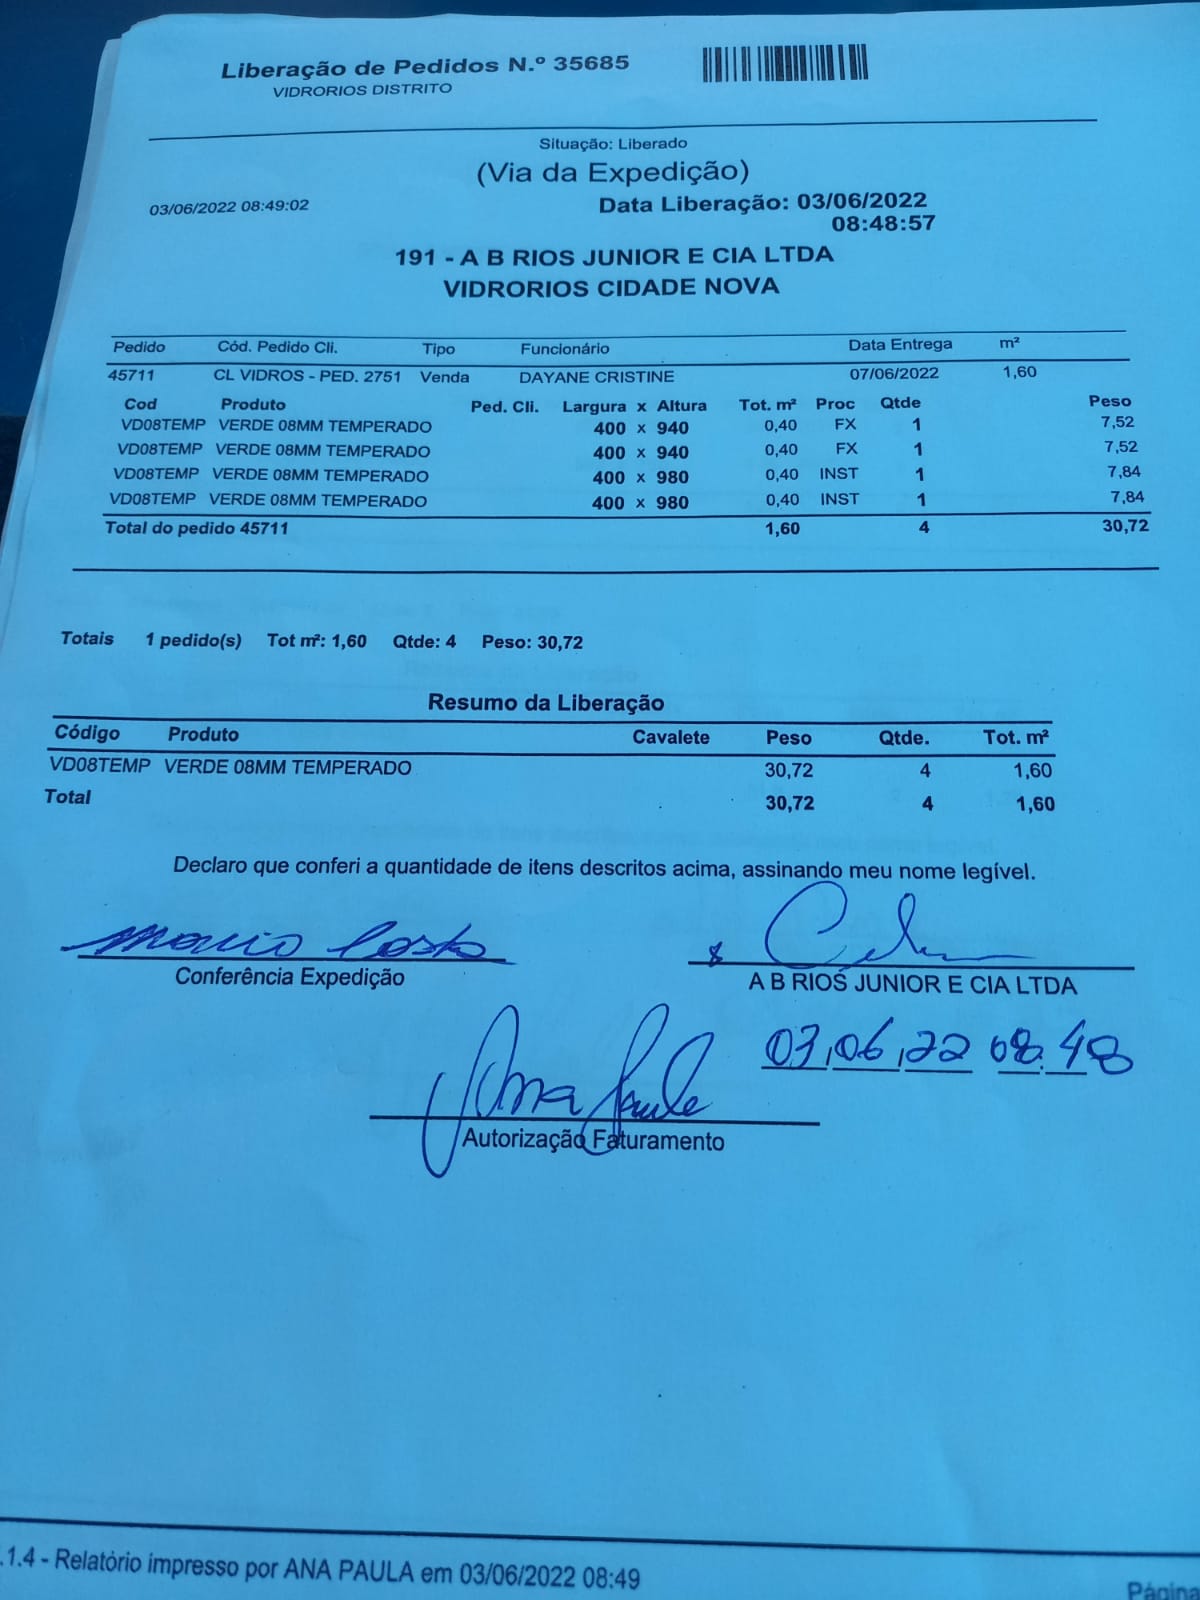 Liberação de Pedidos N.º 35685
VIDRORIOS DISTRITO
Situação: Liberado
(Via da Expedição)
03/06/2022 08:49:02 Data Liberação: 03/06/2022
08:48:57
191 - A B RIOS JUNIOR E CIA LTDA
VIDRORIOS CIDADE NOVA
Pedido Cód. Pedido Cli. Tipo Funcionário Data Entrega m²
45711 CL VIDROS - PED. 2751 Venda DAYANE CRISTINE 07/06/2022 1,60
Cod Produto Ped. Cli. Largura x Altura Tot. m² Proc Qtde Peso
VD08TEMP VERDE 08MM TEMPERADO 400 x 940 0,40 FX 1 7,52
VD08TEMP VERDE 08MM TEMPERADO 400 x 940 0,40 FX 1 7,52
VD08TEMP VERDE 08MM TEMPERADO 400 x 980 0,40 INST 1 7,84
VD08TEMP VERDE 08MM TEMPERADO 400 x 980 0,40 INST 1 7,84
Total do pedido 45711 1,60 4 30,72
Totais 1 pedido(s) Tot m²: 1,60 Qtde: 4 Peso: 30,72
Resumo da Liberação
Código Produto Cavalete Peso Qtde. Tot. m²
VD08TEMP VERDE 08MM TEMPERADO 30,72 4 1,60
Total 30,72 4 1,60
Declaro que conferi a quantidade de itens descritos acima, assinando meu nome legível.
Costa
Conferência Expedição A B RIOS JUNIOR E CIA LTDA
03,06,22 08:48
Ana Paula
Autorização Faturamento
.1.4 - Relatório impresso por ANA PAULA em 03/06/2022 08:49
Página